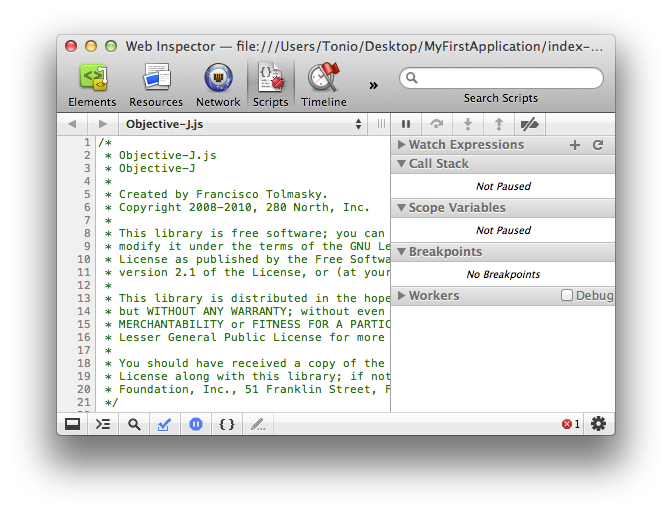 Web Inspector — file:///Users/Tonio/Desktop/MyFirstApplication/index-...
Elements Resources Network Scripts Timeline » Search Scripts
Objective-J.js
1 /*
2 * Objective-J.js
3 * Objective-J
4 *
5 * Created by Francisco Tolmasky.
6 * Copyright 2008-2010, 280 North, Inc.
7 *
8 * This library is free software; you can
9 * modify it under the terms of the GNU Le
10 * License as published by the Free Softwa
11 * version 2.1 of the License, or (at your
12 *
13 * This library is distributed in the hope
14 * but WITHOUT ANY WARRANTY; without even
15 * MERCHANTABILITY or FITNESS FOR A PARTIC
16 * Lesser General Public License for more
17 *
18 * You should have received a copy of the
19 * License along with this library; if not
20 * Foundation, Inc., 51 Franklin Street, F
21 */
Watch Expressions
Call Stack
Not Paused
Scope Variables
Not Paused
Breakpoints
No Breakpoints
Workers Debug
{ } 1